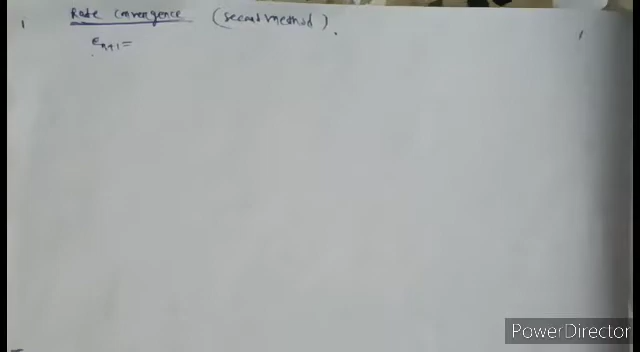 Rate convergence (secant method).
e_{n+1} =
PowerDirector